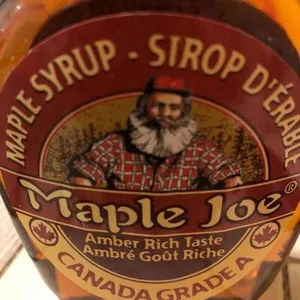 MAPLE SYRUP - SIROP D'ÉRABLE
Maple Joe®
Amber Rich Taste
Ambré Goût Riche
CANADA GRADE A